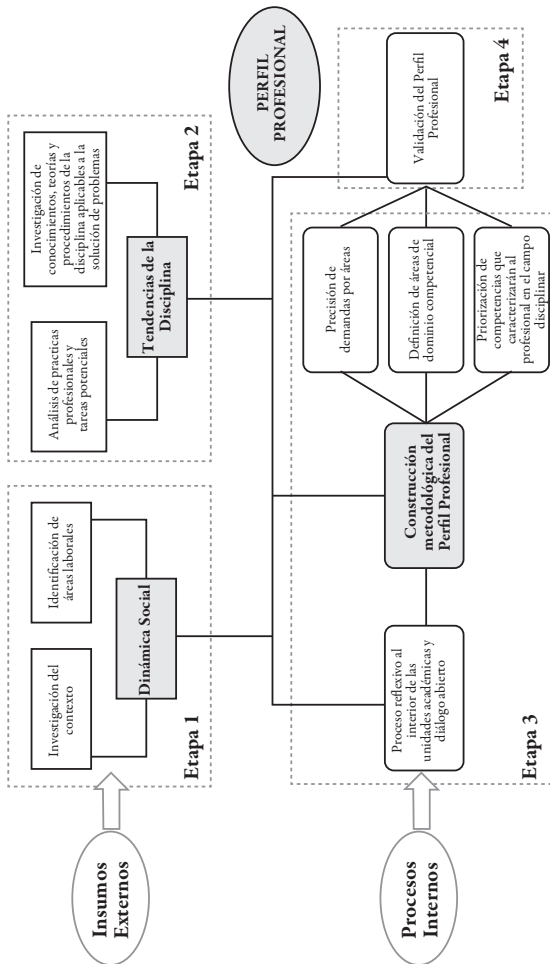 Insumos
Externos
Etapa 1
Investigación del
contexto
Identificación de
áreas laborales
Dinámica Social
Etapa 2
Análisis de practicas
profesionales y
tareas potenciales
Investigación de
conocimientos, teorías y
procedimientos de la
disciplina aplicables a la
solución de problemas
Tendencias de la
Disciplina
PERFIL
PROFESIONAL
Procesos
Internos
Etapa 3
Proceso reflexivo al
interior de las
unidades académicas y
diálogo abierto
Construcción
metodológica del
Perfil Profesional
Precisión de
demandas por áreas
Definición de áreas de
dominio competencial
Priorización de
competencias que
caracterizarán al
profesional en el campo
disciplinar
Validación del Perfil
Profesional
Etapa 4